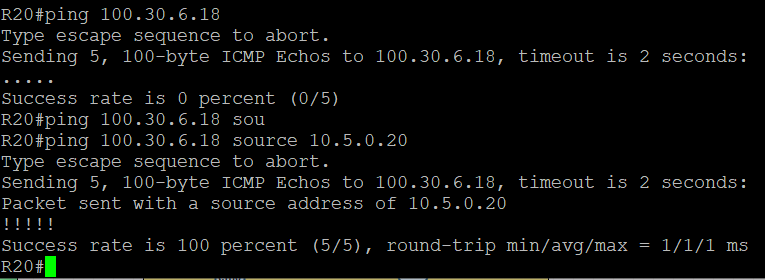 R20#ping 100.30.6.18
Type escape sequence to abort.
Sending 5, 100-byte ICMP Echos to 100.30.6.18, timeout is 2 seconds:
.....
Success rate is 0 percent (0/5)
R20#ping 100.30.6.18 sou
R20#ping 100.30.6.18 source 10.5.0.20
Type escape sequence to abort.
Sending 5, 100-byte ICMP Echos to 100.30.6.18, timeout is 2 seconds:
Packet sent with a source address of 10.5.0.20
!!!!!
Success rate is 100 percent (5/5), round-trip min/avg/max = 1/1/1 ms
R20#